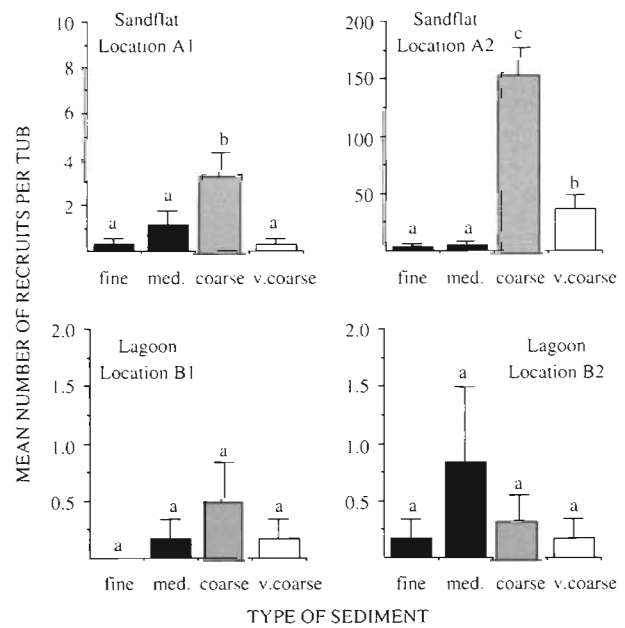 MEAN NUMBER OF RECRUITS PER TUB
Sandflat
Location A1
10
8
6
4
2
a
a
b
a
fine med. coarse v.coarse
Sandflat
Location A2
200
150
100
50
a
a
c
b
fine med. coarse v.coarse
Lagoon
Location B1
2.0
1.5
1.0
0.5
a
a
a
a
fine med. coarse v.coarse
Lagoon
Location B2
2.0
1.5
1.0
0.5
a
a
a
a
fine med. coarse v.coarse
TYPE OF SEDIMENT